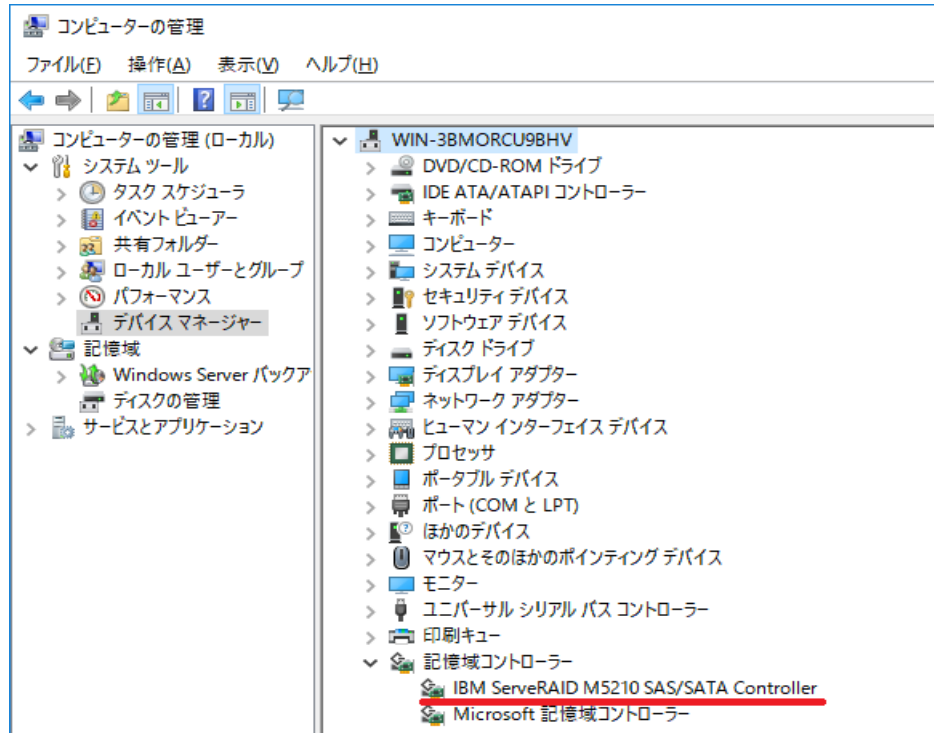 コンピューターの管理
ファイル(F) 操作(A) 表示(V) ヘルプ(H)
コンピューターの管理 (ローカル)
システム ツール
タスク スケジューラ
イベント ビューアー
共有フォルダー
ローカル ユーザーとグループ
パフォーマンス
デバイス マネージャー
記憶域
Windows Server バックア
ディスクの管理
サービスとアプリケーション
WIN-3BMORCU9BHV
DVD/CD-ROM ドライブ
IDE ATA/ATAPI コントローラー
キーボード
コンピューター
システム デバイス
セキュリティ デバイス
ソフトウェア デバイス
ディスク ドライブ
ディスプレイ アダプター
ネットワーク アダプター
ヒューマン インターフェイス デバイス
プロセッサ
ポータブル デバイス
ポート (COM と LPT)
ほかのデバイス
マウスとそのほかのポインティング デバイス
モニター
ユニバーサル シリアル バス コントローラー
印刷キュー
記憶域コントローラー
IBM ServeRAID M5210 SAS/SATA Controller
Microsoft 記憶域コントローラー